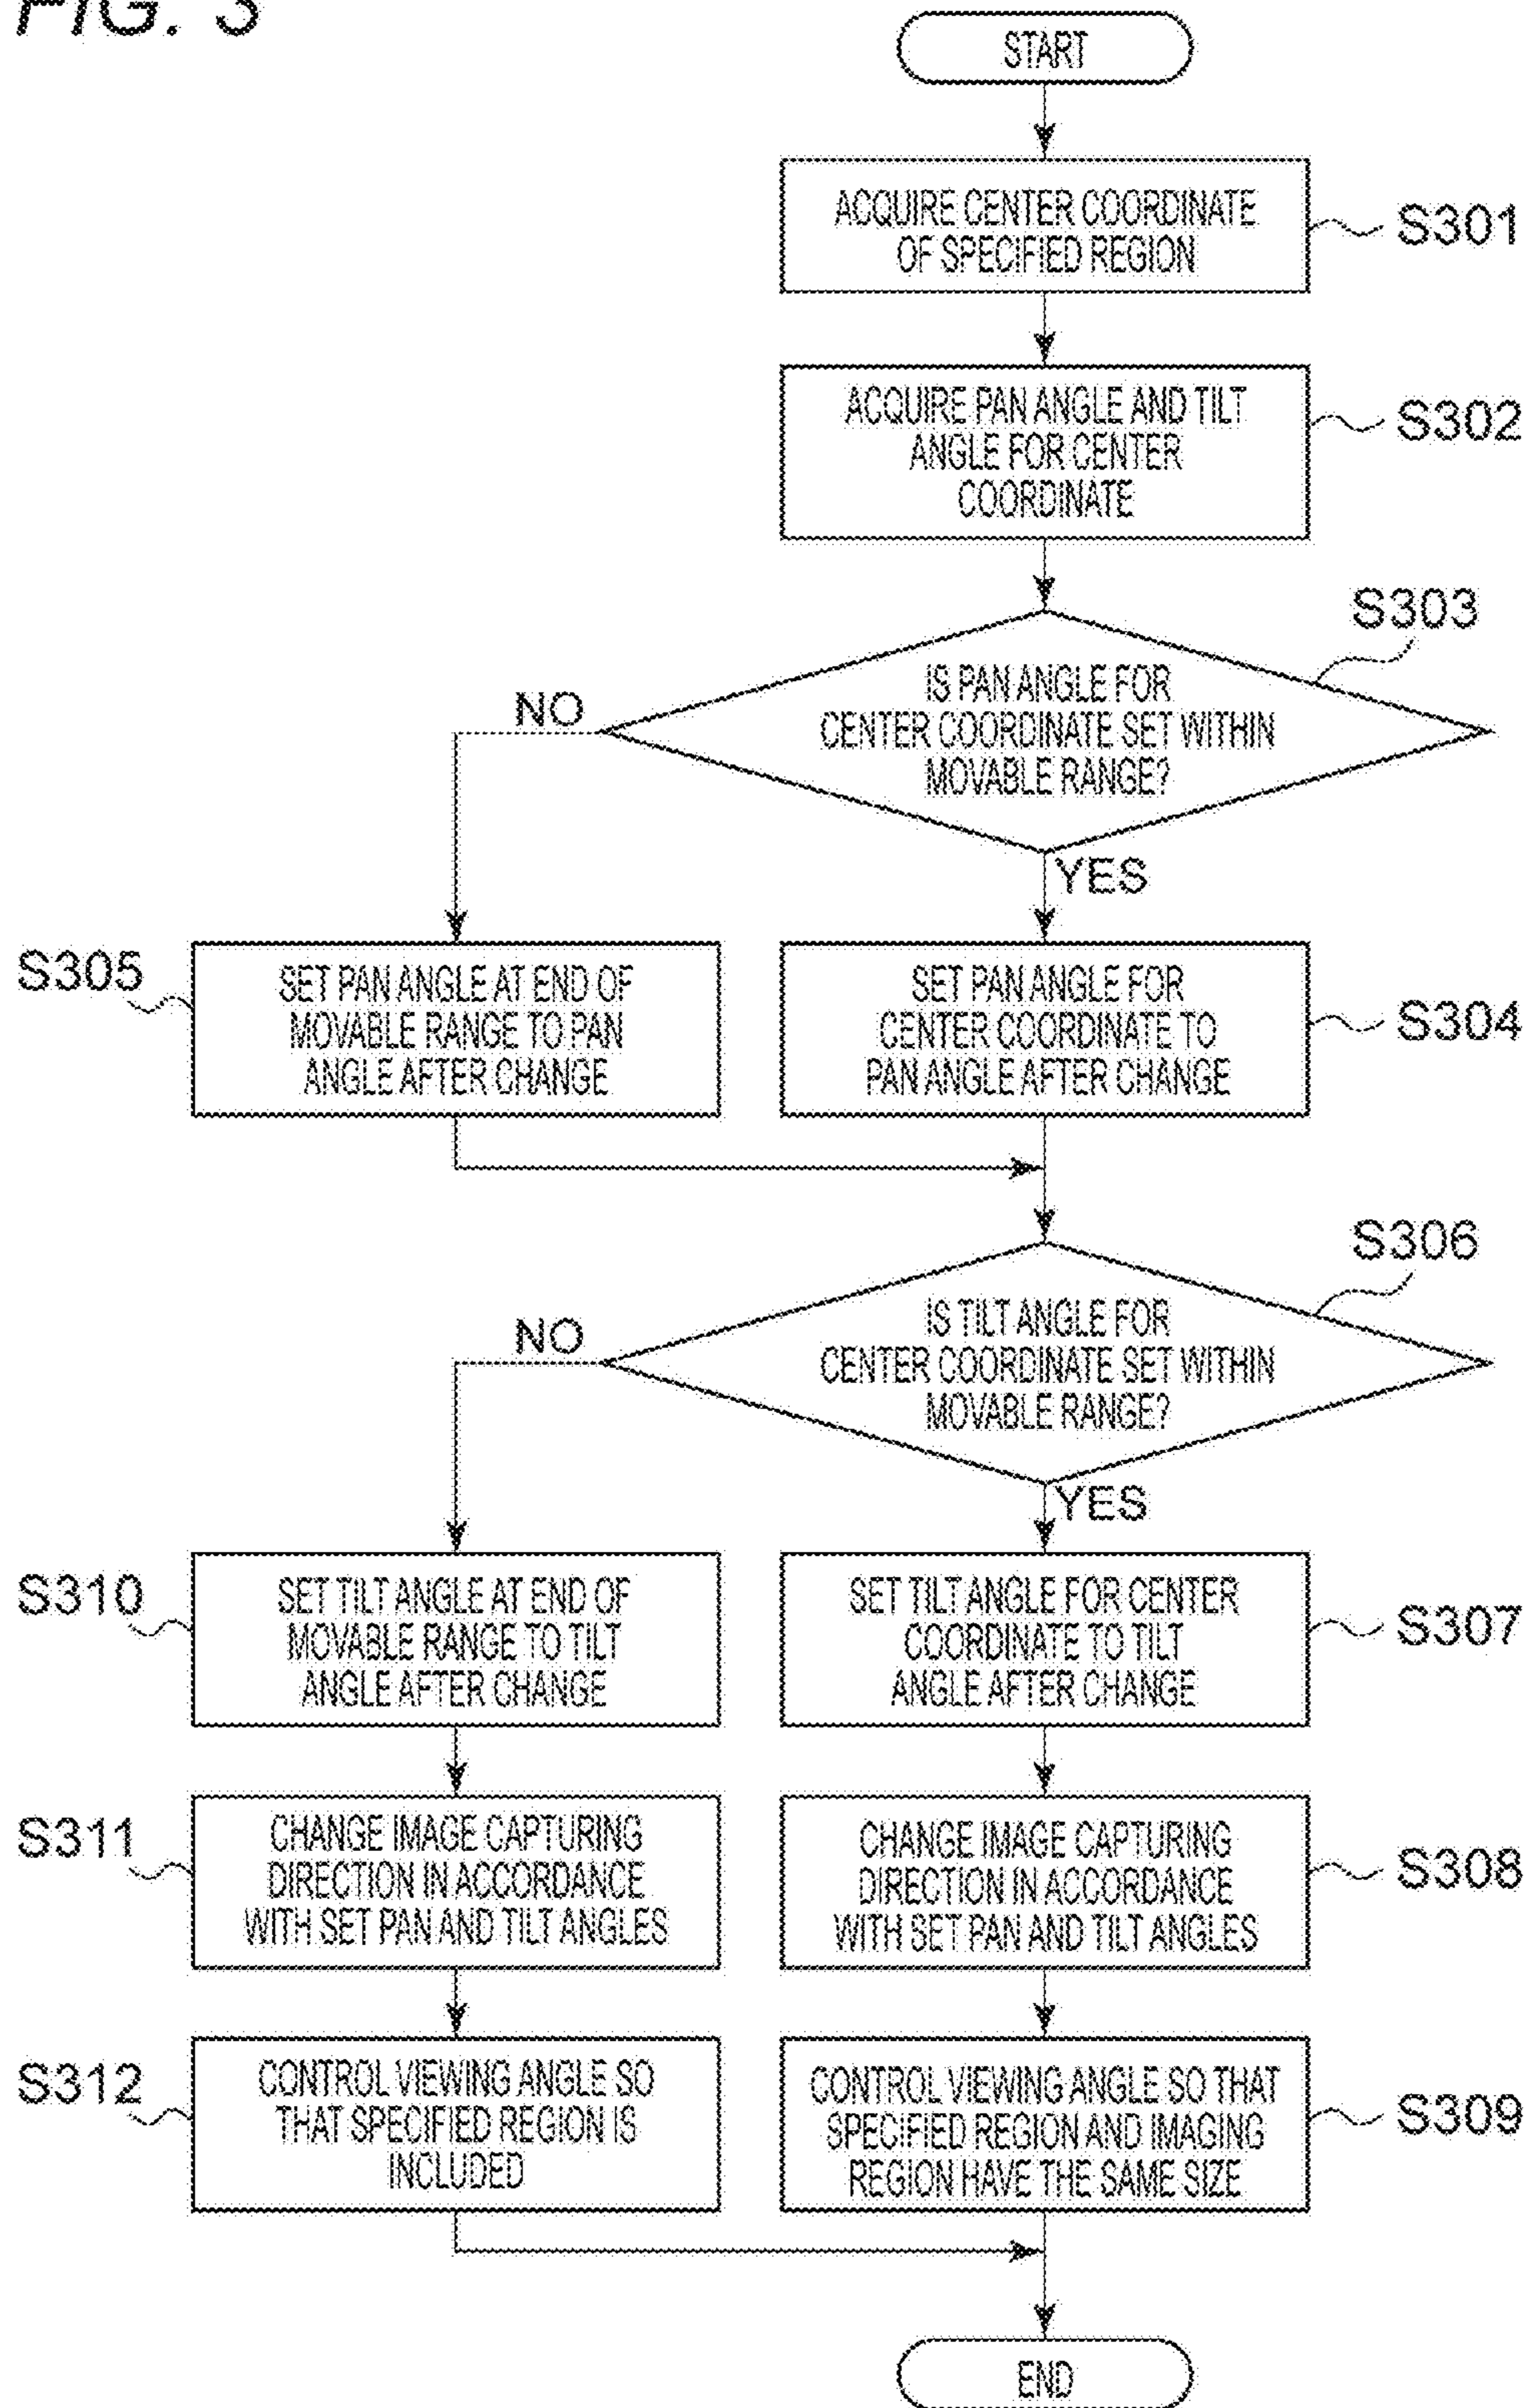 FIG. 3
START
ACQUIRE CENTER COORDINATE
OF SPECIFIED REGION
S301
ACQUIRE PAN ANGLE AND TILT
ANGLE FOR CENTER
COORDINATE
S302
S303
IS PAN ANGLE FOR
CENTER COORDINATE SET WITHIN
MOVABLE RANGE?
NO
YES
S305
SET PAN ANGLE AT END OF
MOVABLE RANGE TO PAN
ANGLE AFTER CHANGE
SET PAN ANGLE FOR
CENTER COORDINATE TO
PAN ANGLE AFTER CHANGE
S304
S306
IS TILT ANGLE FOR
CENTER COORDINATE SET WITHIN
MOVABLE RANGE?
NO
YES
S310
SET TILT ANGLE AT END OF
MOVABLE RANGE TO TILT
ANGLE AFTER CHANGE
SET TILT ANGLE FOR CENTER
COORDINATE TO TILT
ANGLE AFTER CHANGE
S307
S311
CHANGE IMAGE CAPTURING
DIRECTION IN ACCORDANCE
WITH SET PAN AND TILT ANGLES
CHANGE IMAGE CAPTURING
DIRECTION IN ACCORDANCE
WITH SET PAN AND TILT ANGLES
S308
S312
CONTROL VIEWING ANGLE SO
THAT SPECIFIED REGION IS
INCLUDED
CONTROL VIEWING ANGLE SO THAT
SPECIFIED REGION AND IMAGING
REGION HAVE THE SAME SIZE
S309
END